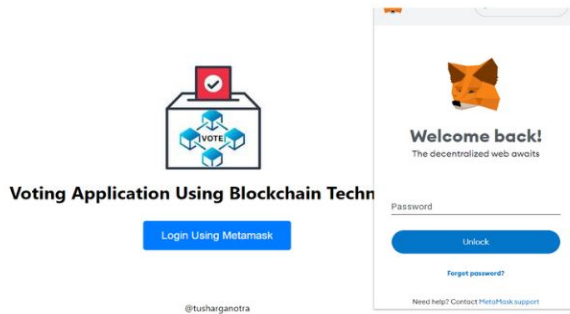 VOTE
Voting Application Using Blockchain Techn
Login Using Metamask
@tusharganotra
Welcome back!
The decentralized web awaits
Password
Unlock
Forgot password?
Need help? Contact MetaMask support